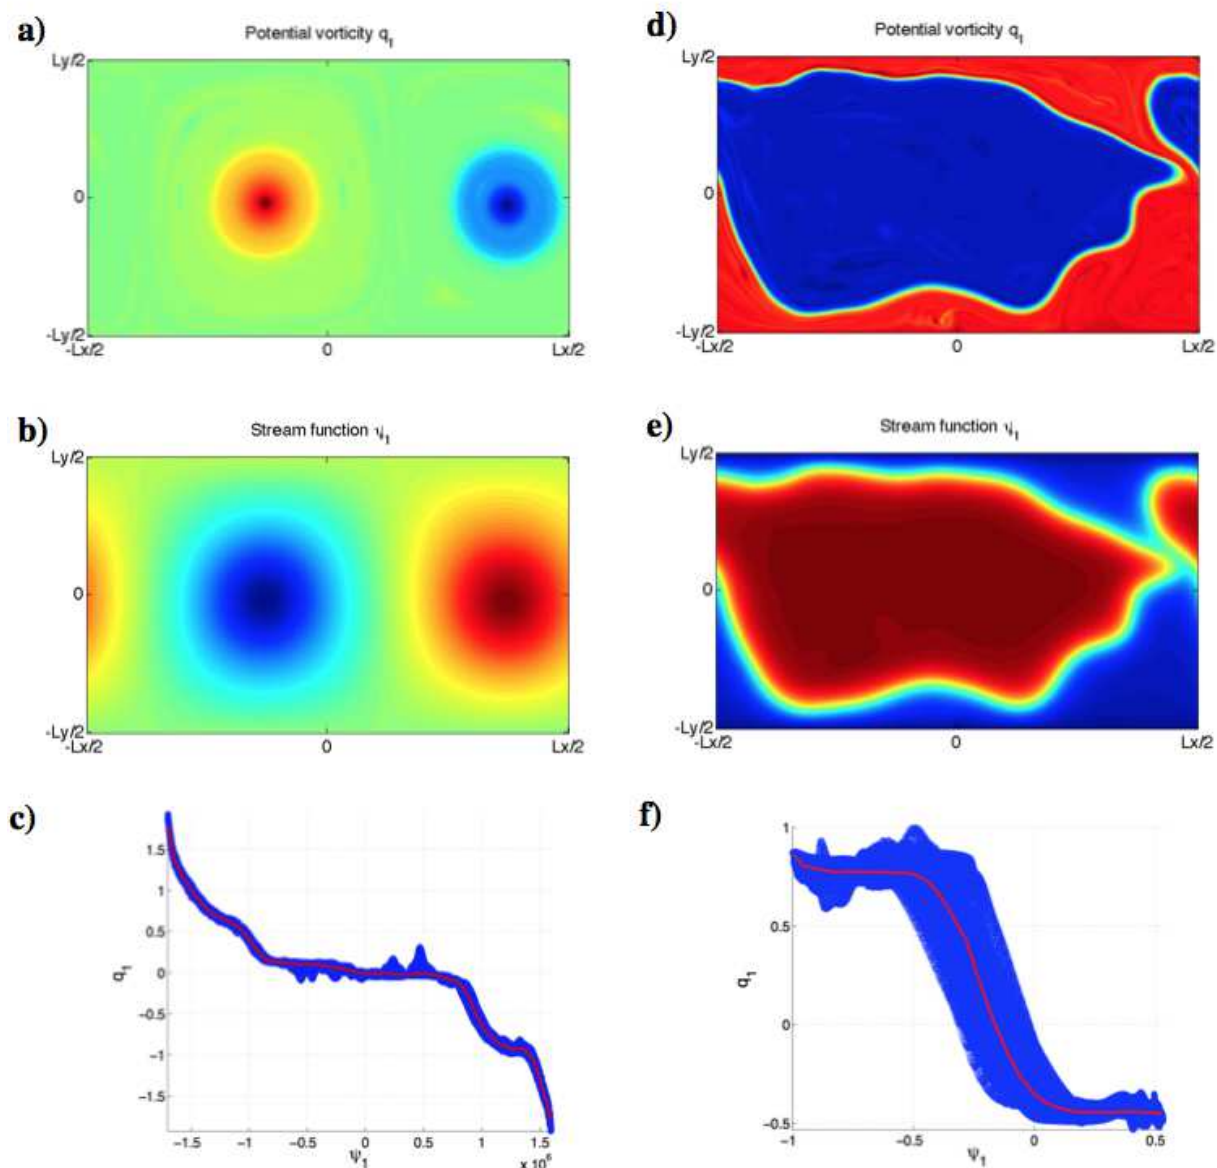 a)
Potential vorticity q₁
Ly/2
0
-Ly/2
-Lx/2
0
Lx/2
b)
Stream function ψ₁
Ly/2
0
-Ly/2
-Lx/2
0
Lx/2
c)
q₁
1.5
1
0.5
0
−0.5
−1
−1.5
−1.5
−1
−0.5
0
0.5
1
1.5
x 10⁶
ψ₁
d)
Potential vorticity q₁
Ly/2
0
-Ly/2
-Lx/2
0
Lx/2
e)
Stream function ψ₁
Ly/2
0
-Ly/2
-Lx/2
0
Lx/2
f)
q₁
1
0.5
0
−0.5
−1
−0.5
0
0.5
ψ₁